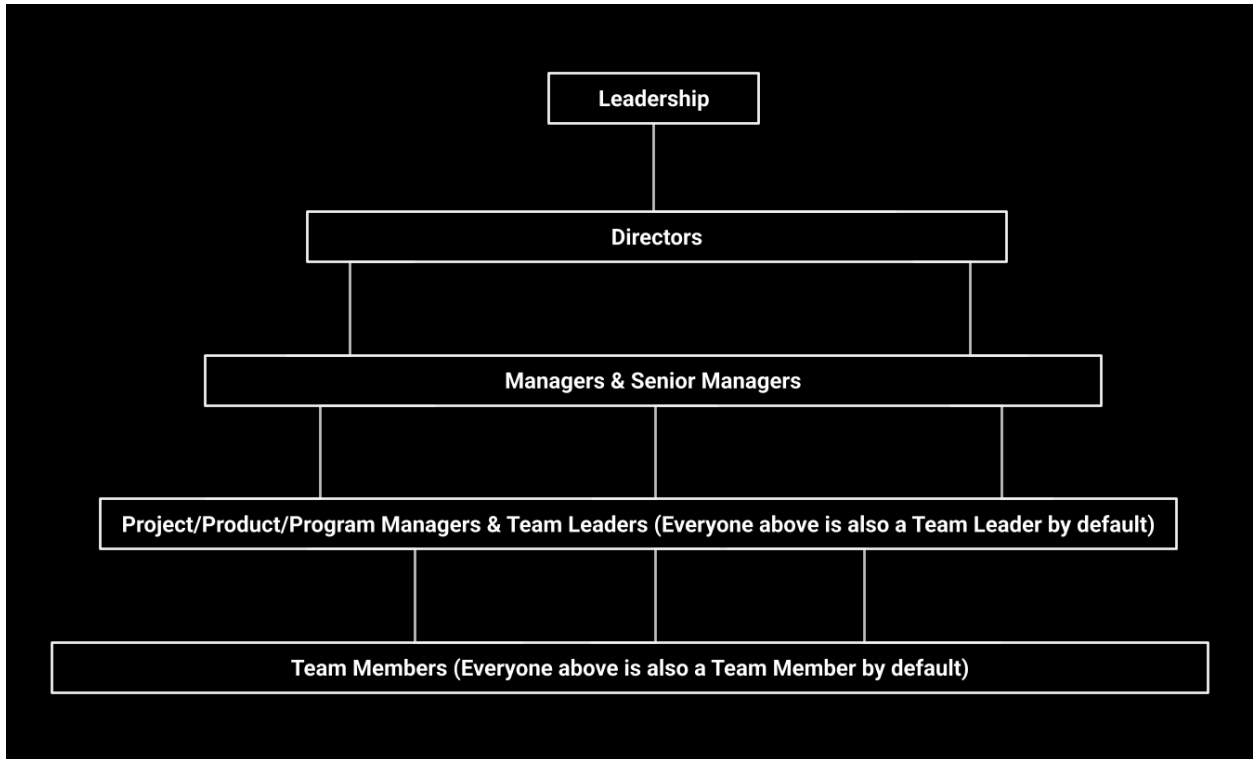 Leadership
Directors
Managers & Senior Managers
Project/Product/Program Managers & Team Leaders (Everyone above is also a Team Leader by default)
Team Members (Everyone above is also a Team Member by default)